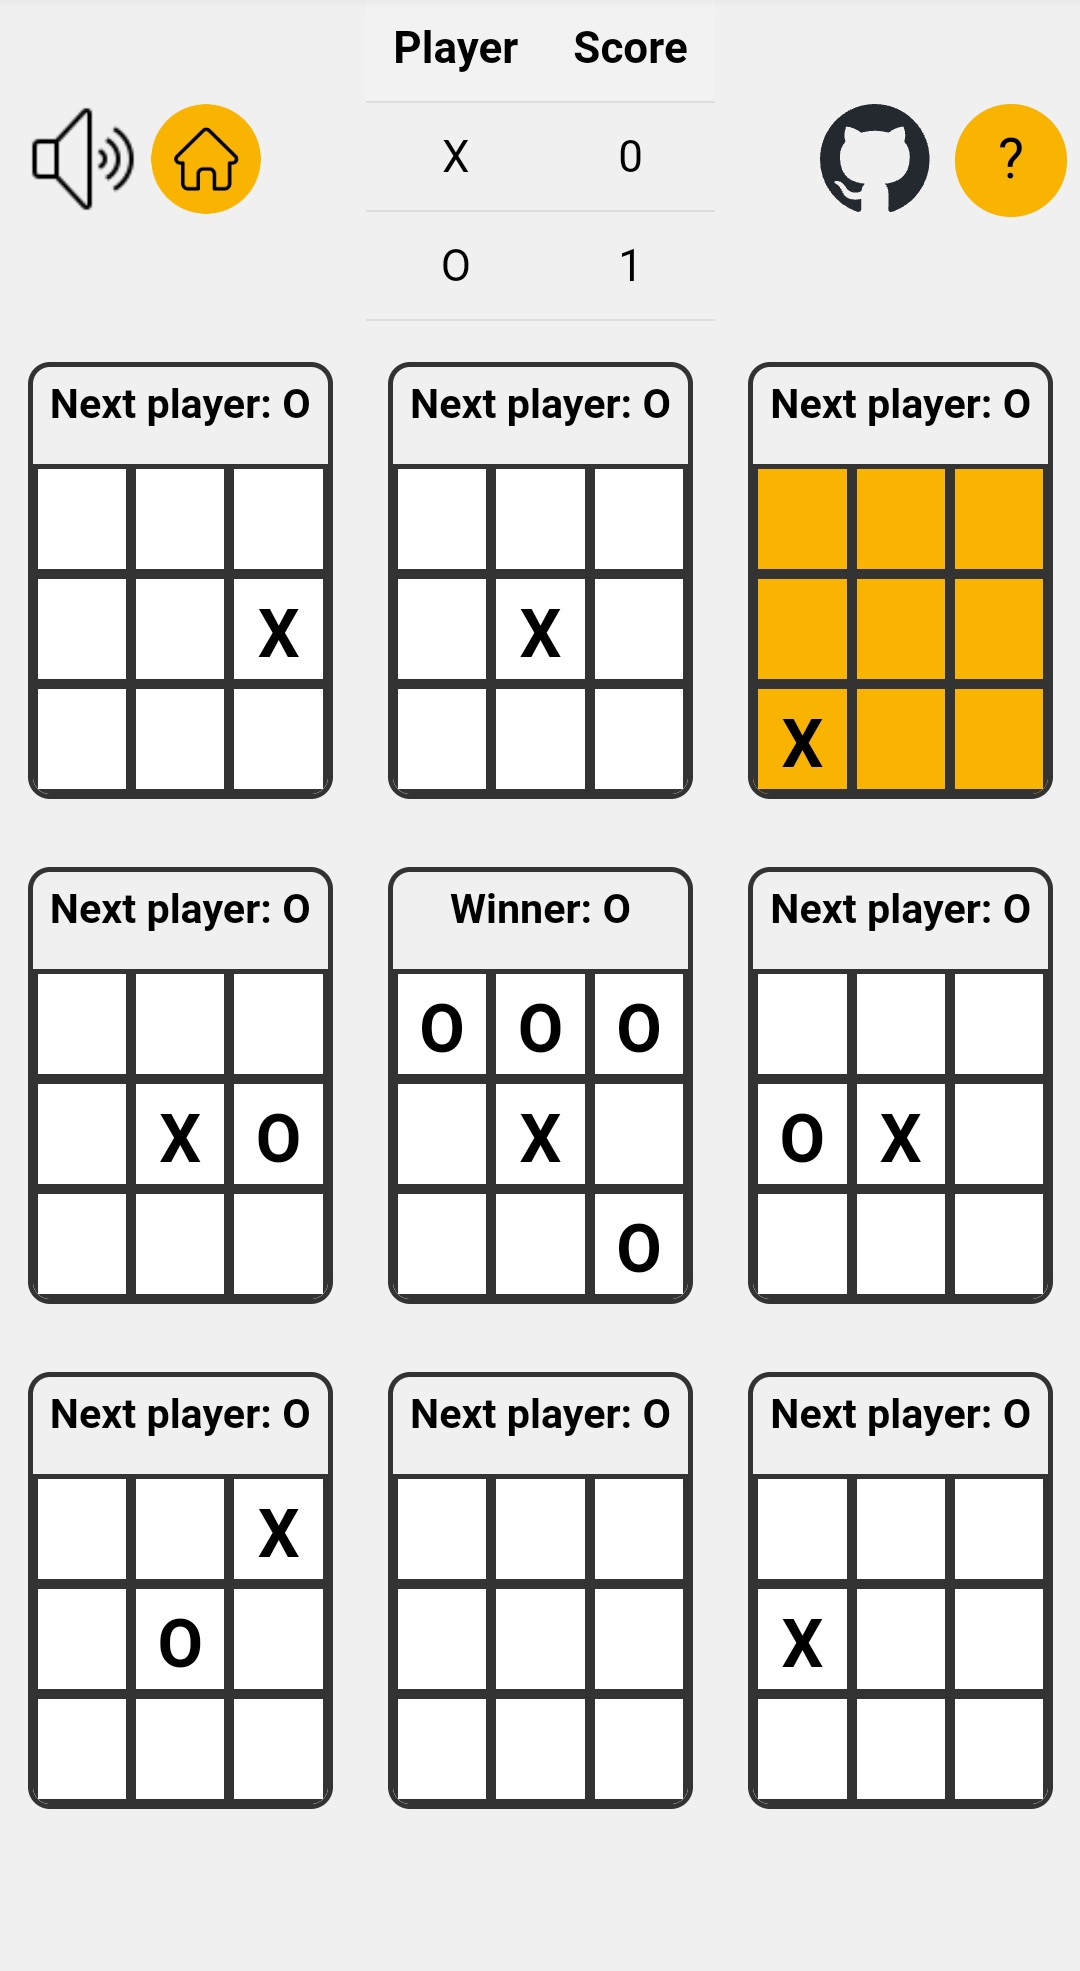 Player Score
X 0
?
O 1
Next player: O Next player: O Next player: O
X X
X
Next player: O Winner: O Next player: O
O O O
X O X O X
O
Next player: O Next player: O Next player: O
X
O X